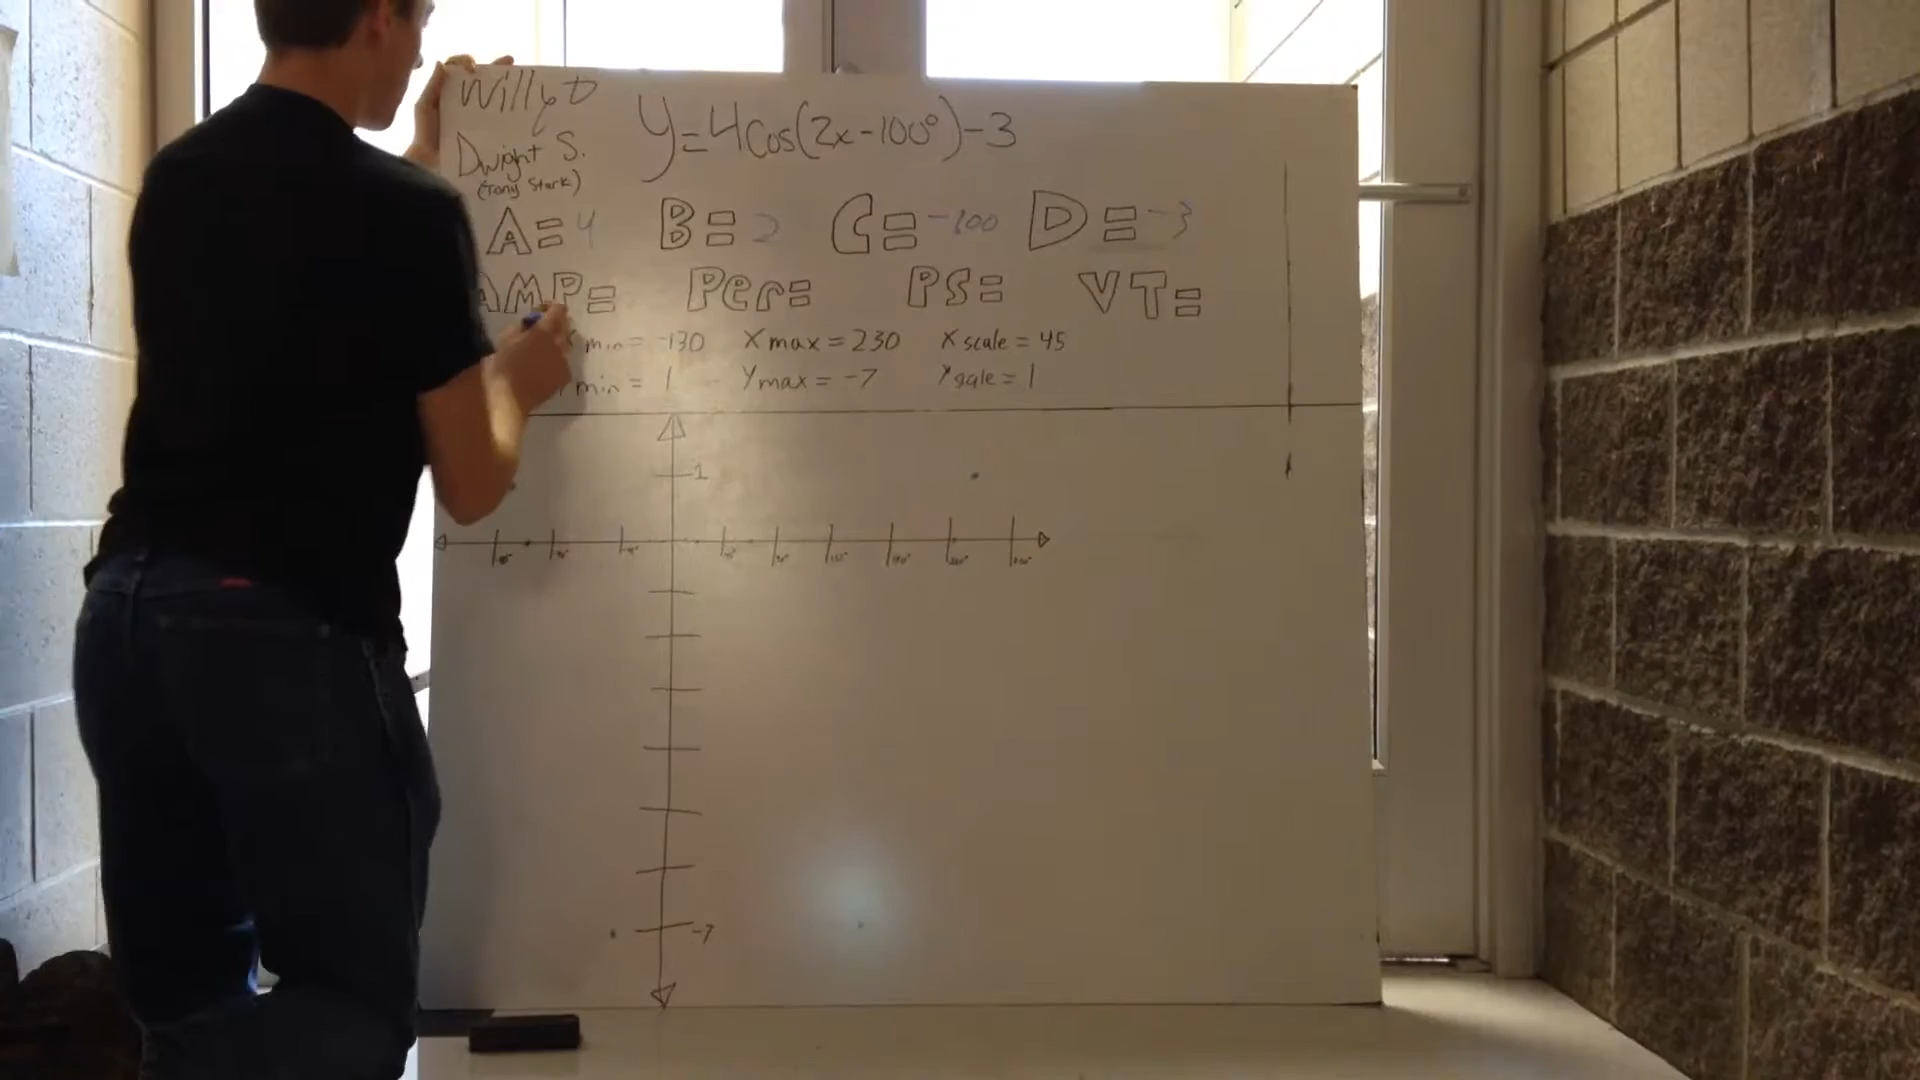 Willy D
Dwight S.
(Tony Stark)
y=4cos(2x-100°)-3
A=4 B=2 C=-100 D=-3
AMP= Per= PS= VT=
min=-130 Xmax=230 Xscale=45
min=1 Ymax=-7 Yscale=1
1
-7